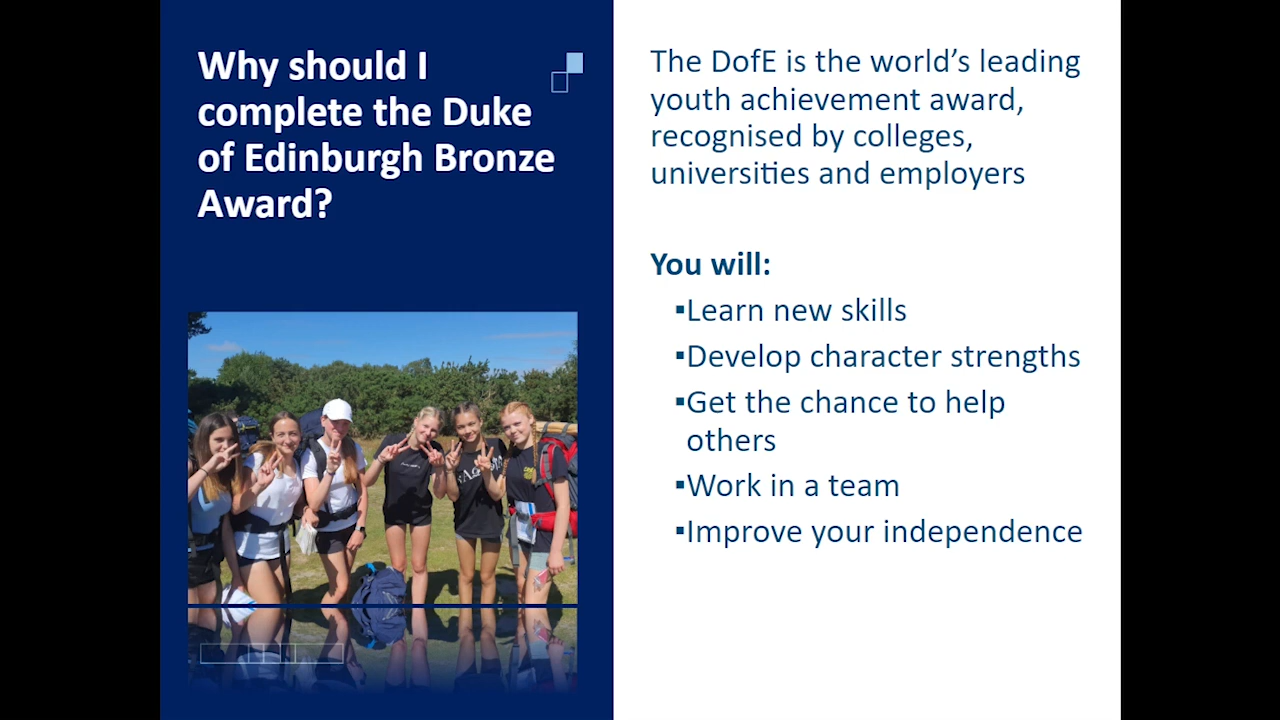 Why should I
complete the Duke
of Edinburgh Bronze
Award?
The DofE is the world’s leading
youth achievement award,
recognised by colleges,
universities and employers
You will:
▪Learn new skills
▪Develop character strengths
▪Get the chance to help
others
▪Work in a team
▪Improve your independence